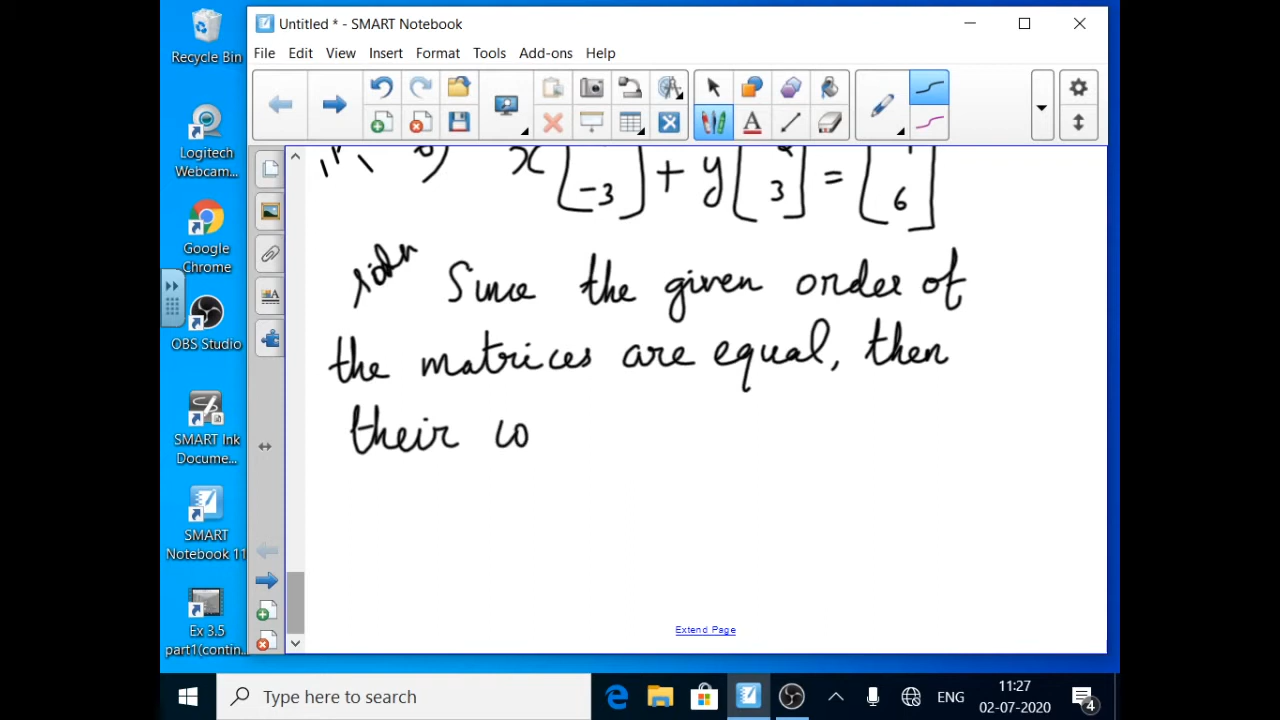 Untitled * - SMART Notebook
File Edit View Insert Format Tools Add-ons Help
Recycle Bin
Logitech
Webcam...
Google
Chrome
OBS Studio
SMART Ink
Docume...
SMART
Notebook 11
Ex 3.5
part1(contin...
x[ -3 ] + y[ 3 ] = [ 6 ]
Since the given order of
the matrices are equal, then
their co
Extend Page
Type here to search
ENG
11:27
02-07-2020
4